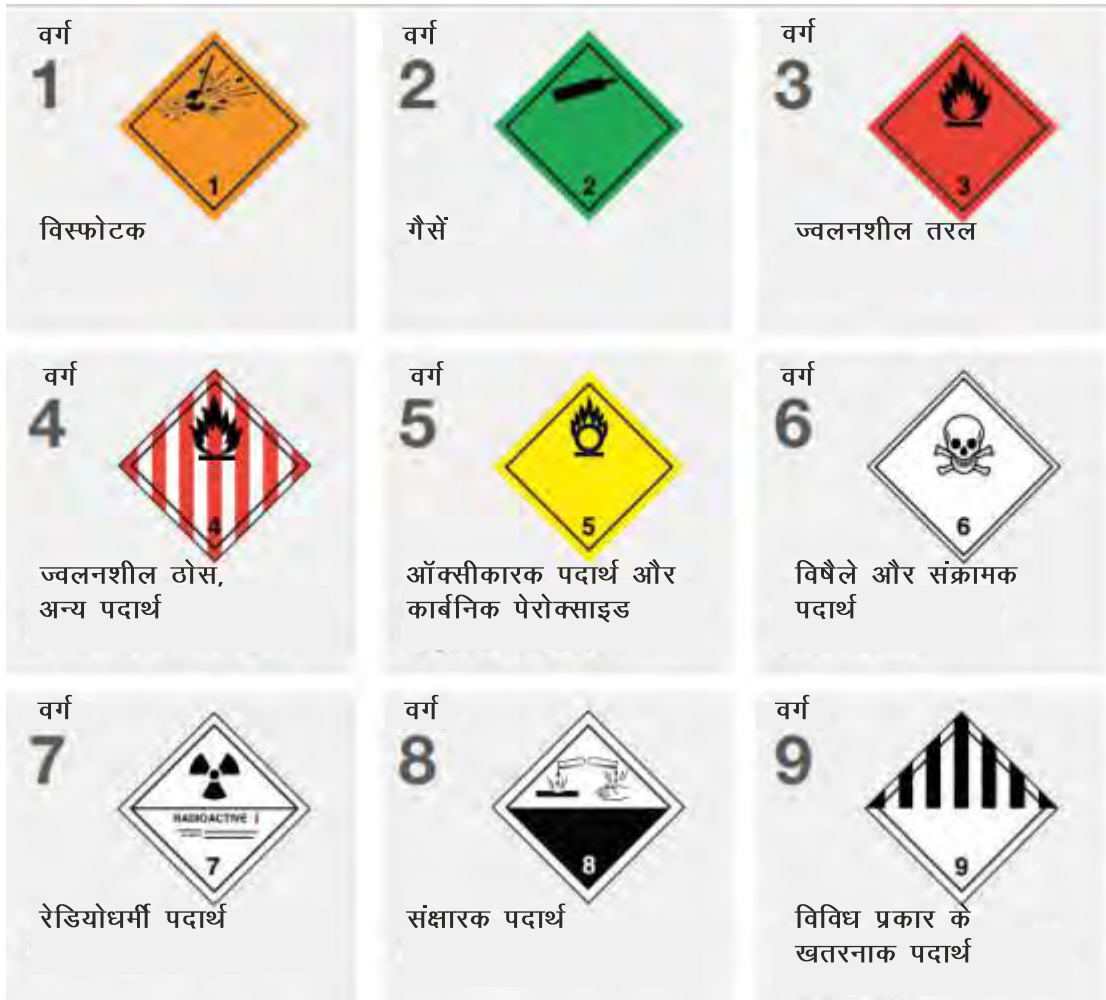 वर्ग
1
1
विस्फोटक
वर्ग
2
2
गैसें
वर्ग
3
3
ज्वलनशील तरल
वर्ग
4
4
ज्वलनशील ठोस,
अन्य पदार्थ
वर्ग
5
5
ऑक्सीकारक पदार्थ और
कार्बनिक पेरोक्साइड
वर्ग
6
6
विषैले और संक्रामक
पदार्थ
वर्ग
7
RADIOACTIVE I
7
रेडियोधर्मी पदार्थ
वर्ग
8
8
संक्षारक पदार्थ
वर्ग
9
9
विविध प्रकार के
खतरनाक पदार्थ